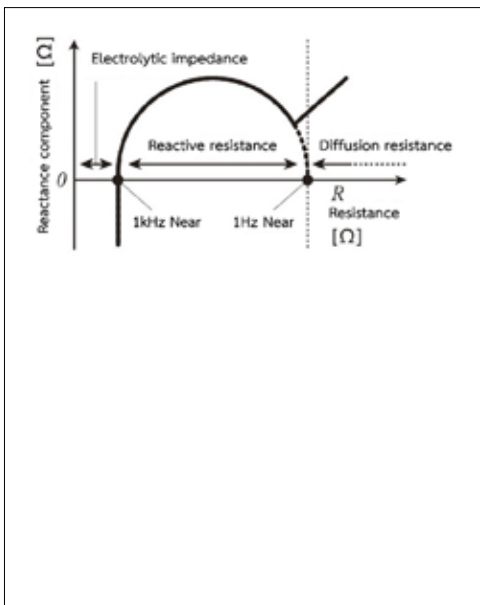 Electrolytic impedance
Reactance component [Ω]
Reactive resistance
Diffusion resistance
0
1kHz Near
1Hz Near
R
Resistance
[Ω]